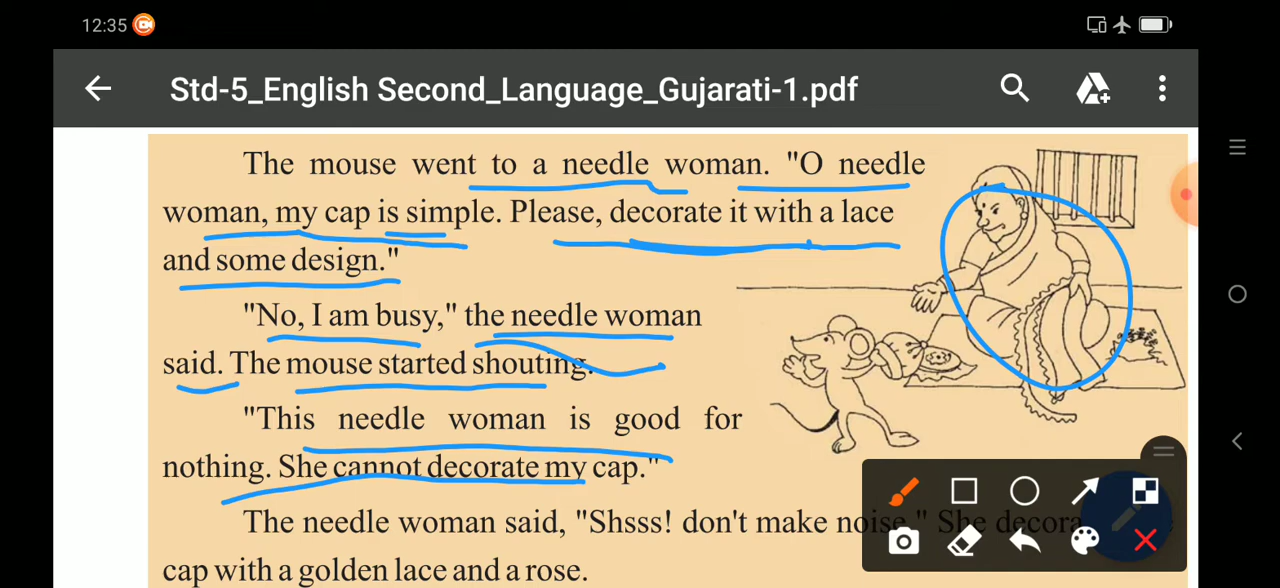 12:35
Std-5_English Second_Language_Gujarati-1.pdf
The mouse went to a needle woman. "O needle
woman, my cap is simple. Please, decorate it with a lace
and some design."
"No, I am busy," the needle woman
said. The mouse started shouting.
"This needle woman is good for
nothing. She cannot decorate my cap."
The needle woman said, "Shsss! don't make noise." She
cap with a golden lace and a rose.